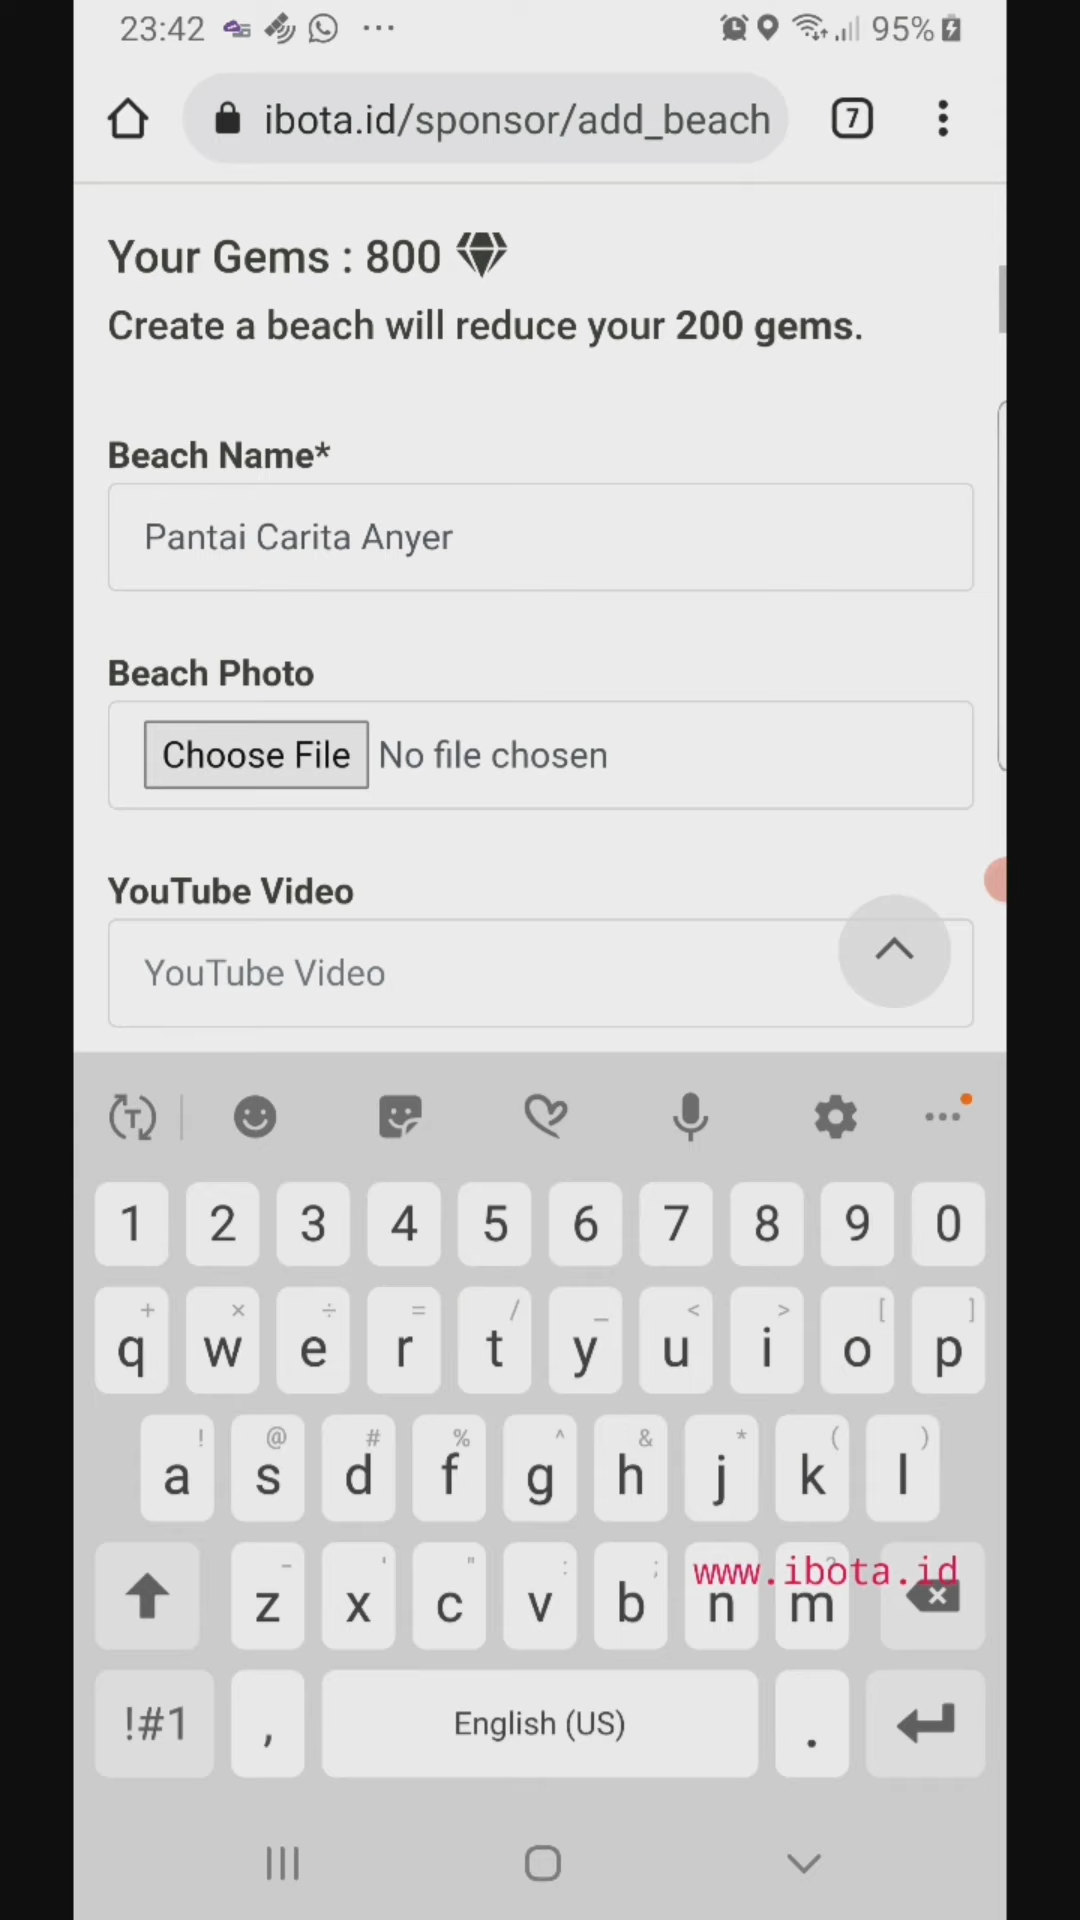 23:42 95%
ibota.id/sponsor/add_beach 7
Your Gems : 800
Create a beach will reduce your 200 gems.
Beach Name*
Pantai Carita Anyer
Beach Photo
Choose File No file chosen
YouTube Video
YouTube Video
T
1 2 3 4 5 6 7 8 9 0
+ × ÷ = / _ < > [ ]
q w e r t y u i o p
! @ # % ^ & * ( )
a s d f g h j k l
- ' " : ; ?
www.ibota.id
z x c v b n m
!#1 , English (US) .